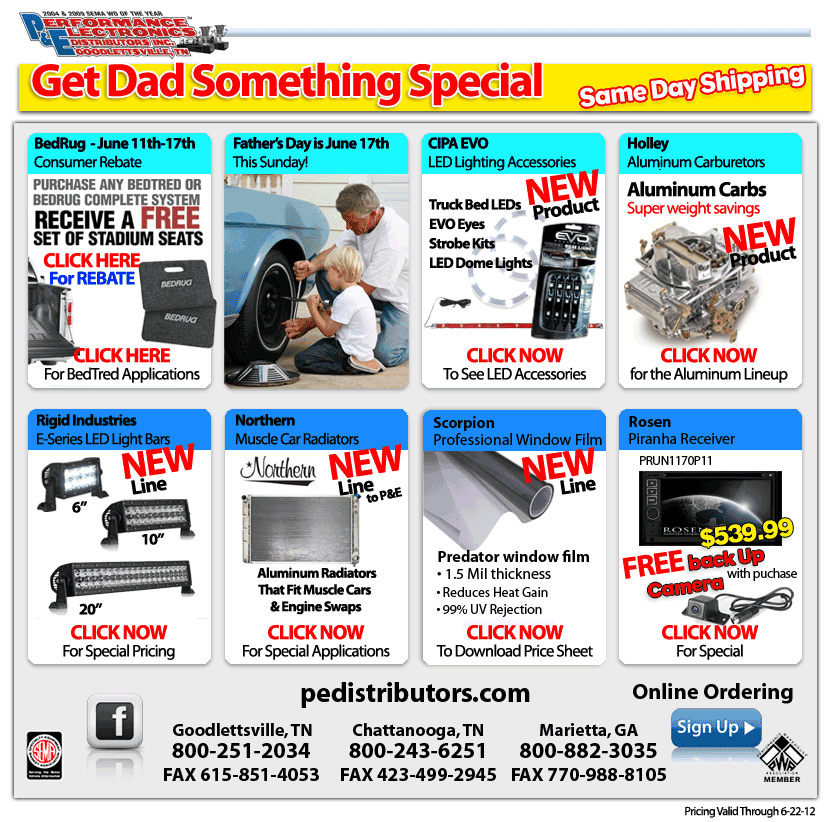 2004 & 2009 SEMA WD OF THE YEAR
PERFORMANCE
ELECTRONICS
DISTRIBUTORS INC.
GOODLETTSVILLE, TN
P&E
Get Dad Something Special
Same Day Shipping
BedRug - June 11th-17th
Consumer Rebate
PURCHASE ANY BEDTRED OR
BEDRUG COMPLETE SYSTEM
RECEIVE A FREE
SET OF STADIUM SEATS
CLICK HERE
For REBATE
BEDRUG
BEDRUG
CLICK HERE
For BedTred Applications
Father's Day is June 17th
This Sunday!
CIPA EVO
LED Lighting Accessories
NEW
Product
Truck Bed LEDs
EVO Eyes
Strobe Kits
LED Dome Lights
EVO
CLICK NOW
To See LED Accessories
Holley
Aluminum Carburetors
Aluminum Carbs
Super weight savings
NEW
Product
CLICK NOW
for the Aluminum Lineup
Rigid Industries
E-Series LED Light Bars
NEW
Line
6”
10”
20”
CLICK NOW
For Special Pricing
Northern
Muscle Car Radiators
Northern
NEW
Line
to P&E
Aluminum Radiators
That Fit Muscle Cars
& Engine Swaps
CLICK NOW
For Special Applications
Scorpion
Professional Window Film
NEW
Line
Predator window film
• 1.5 Mil thickness
• Reduces Heat Gain
• 99% UV Rejection
CLICK NOW
To Download Price Sheet
Rosen
Piranha Receiver
PRUN1170P11
ROSEN
$539.99
FREE back Up
Camera
with puchase
CLICK NOW
For Special
pedistributors.com
Online Ordering
f
Goodlettsville, TN
800-251-2034
FAX 615-851-4053
Chattanooga, TN
800-243-6251
FAX 423-499-2945
Marietta, GA
800-882-3035
FAX 770-988-8105
Sign Up
SEMA
PWA
ASSOCIATION
MEMBER
Pricing Valid Through 6-22-12